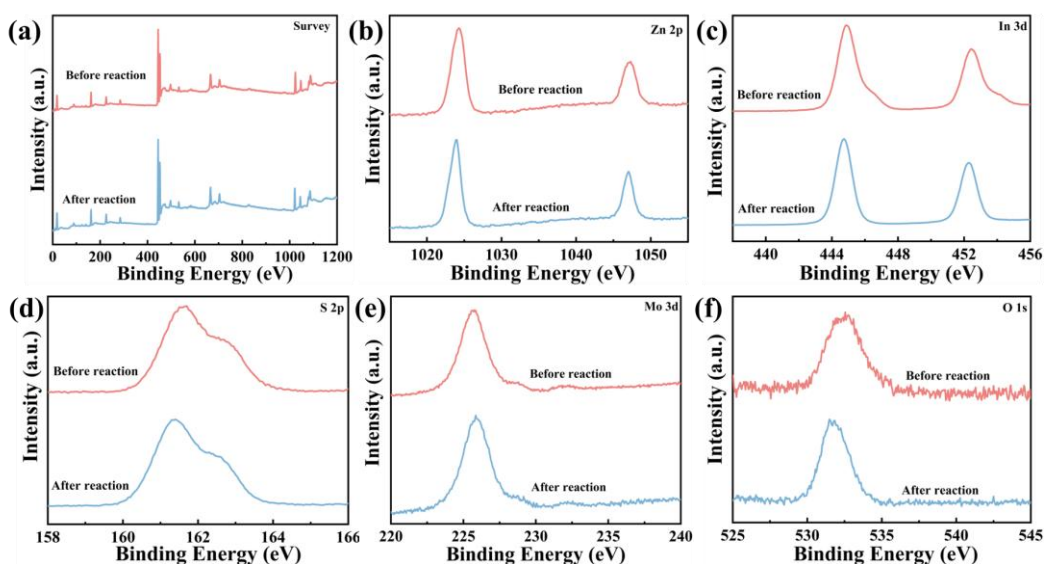 (a)
Survey
Before reaction
After reaction
Intensity (a.u.)
0 200 400 600 800 1000 1200
Binding Energy (eV)
(b)
Zn 2p
Before reaction
After reaction
Intensity (a.u.)
1020 1030 1040 1050
Binding Energy (eV)
(c)
In 3d
Before reaction
After reaction
Intensity (a.u.)
440 444 448 452 456
Binding Energy (eV)
(d)
S 2p
Before reaction
After reaction
Intensity (a.u.)
158 160 162 164 166
Binding Energy (eV)
(e)
Mo 3d
Before reaction
After reaction
Intensity (a.u.)
220 225 230 235 240
Binding Energy (eV)
(f)
O 1s
Before reaction
After reaction
Intensity (a.u.)
525 530 535 540 545
Binding Energy (eV)